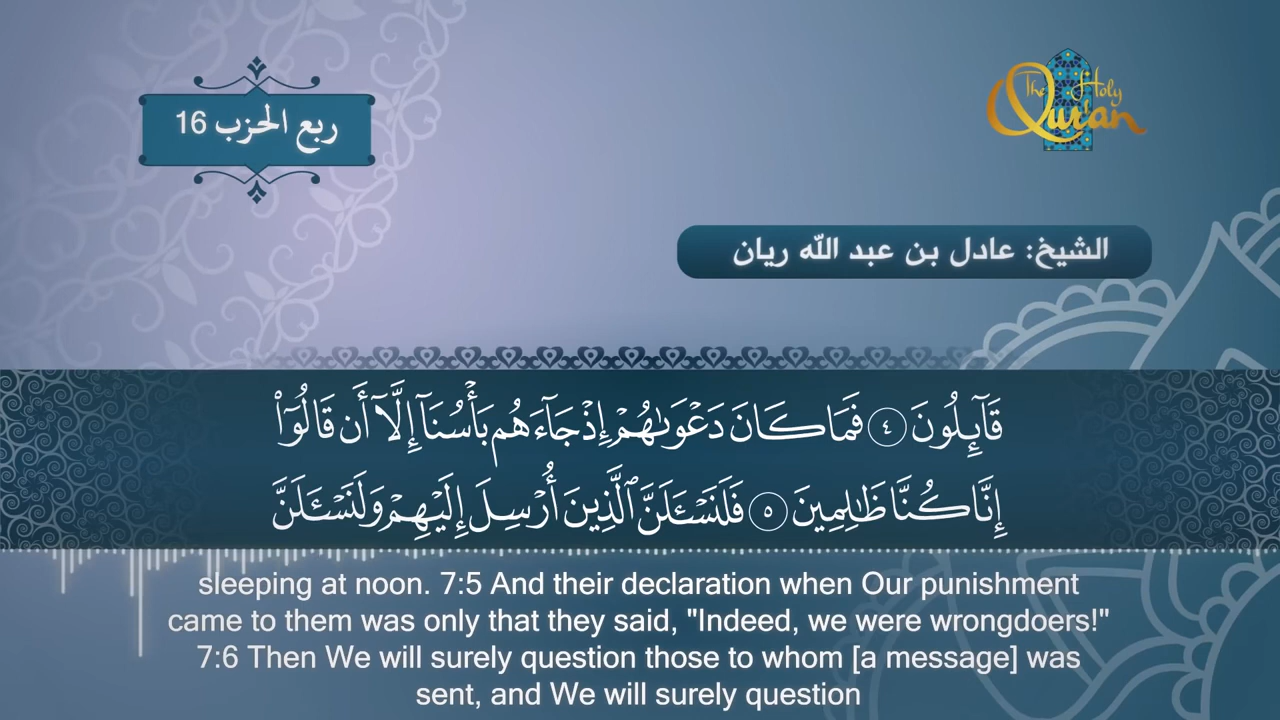 ربع الحزب 16
The Holy
Qur'an
الشيخ: عادل بن عبد الله ريان
قَآئِلُونَ ٤ فَمَا كَانَ دَعْوَىٰهُمْ إِذْ جَآءَهُم بَأْسُنَآ إِلَّآ أَن قَالُوٓا۟
إِنَّا كُنَّا ظَٰلِمِينَ ٥ فَلَنَسْـَٔلَنَّ ٱلَّذِينَ أُرْسِلَ إِلَيْهِمْ وَلَنَسْـَٔلَنَّ
sleeping at noon. 7:5 And their declaration when Our punishment
came to them was only that they said, "Indeed, we were wrongdoers!"
7:6 Then We will surely question those to whom [a message] was
sent, and We will surely question